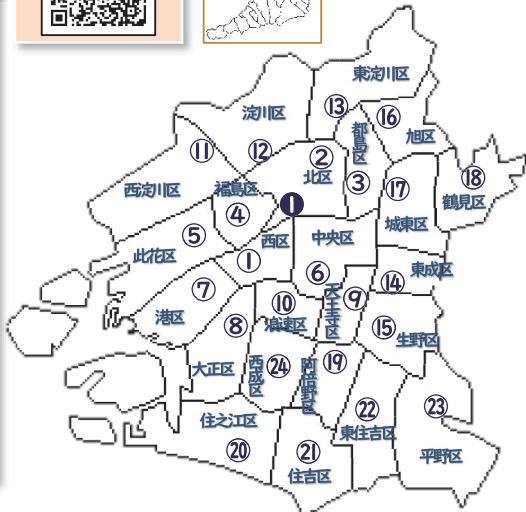 東淀川区
⑬
⑯
淀川区
都島区
旭区
⑪
⑫
②
北区
③
⑰
⑱
鶴見区
西淀川区
福島区
④
❶
城東区
⑤
此花区
西区
中央区
①
⑥
東成区
⑭
⑦
港区
⑩
浪速区
天王寺区
⑨
⑧
⑮
生野区
大正区
西成区
㉔
阿倍野区
⑲
住之江区
⑳
㉑
住吉区
㉒
東住吉区
㉓
平野区